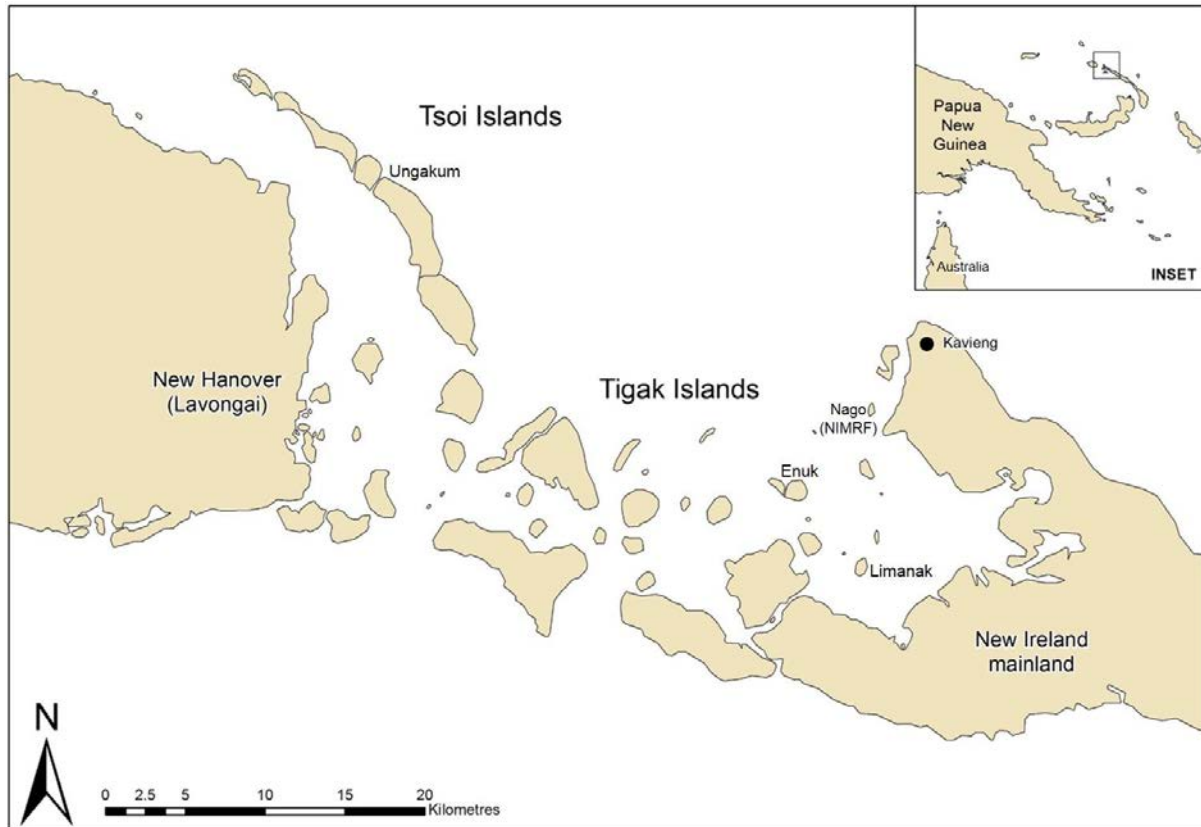 Tsoi Islands
Ungakum
Papua
New
Guinea
Australia
INSET
Kavieng
New Hanover
(Lavongai)
Tigak Islands
Nago
(NIMRF)
Enuk
Limanak
New Ireland
mainland
N
0 2.5 5 10 15 20
Kilometres